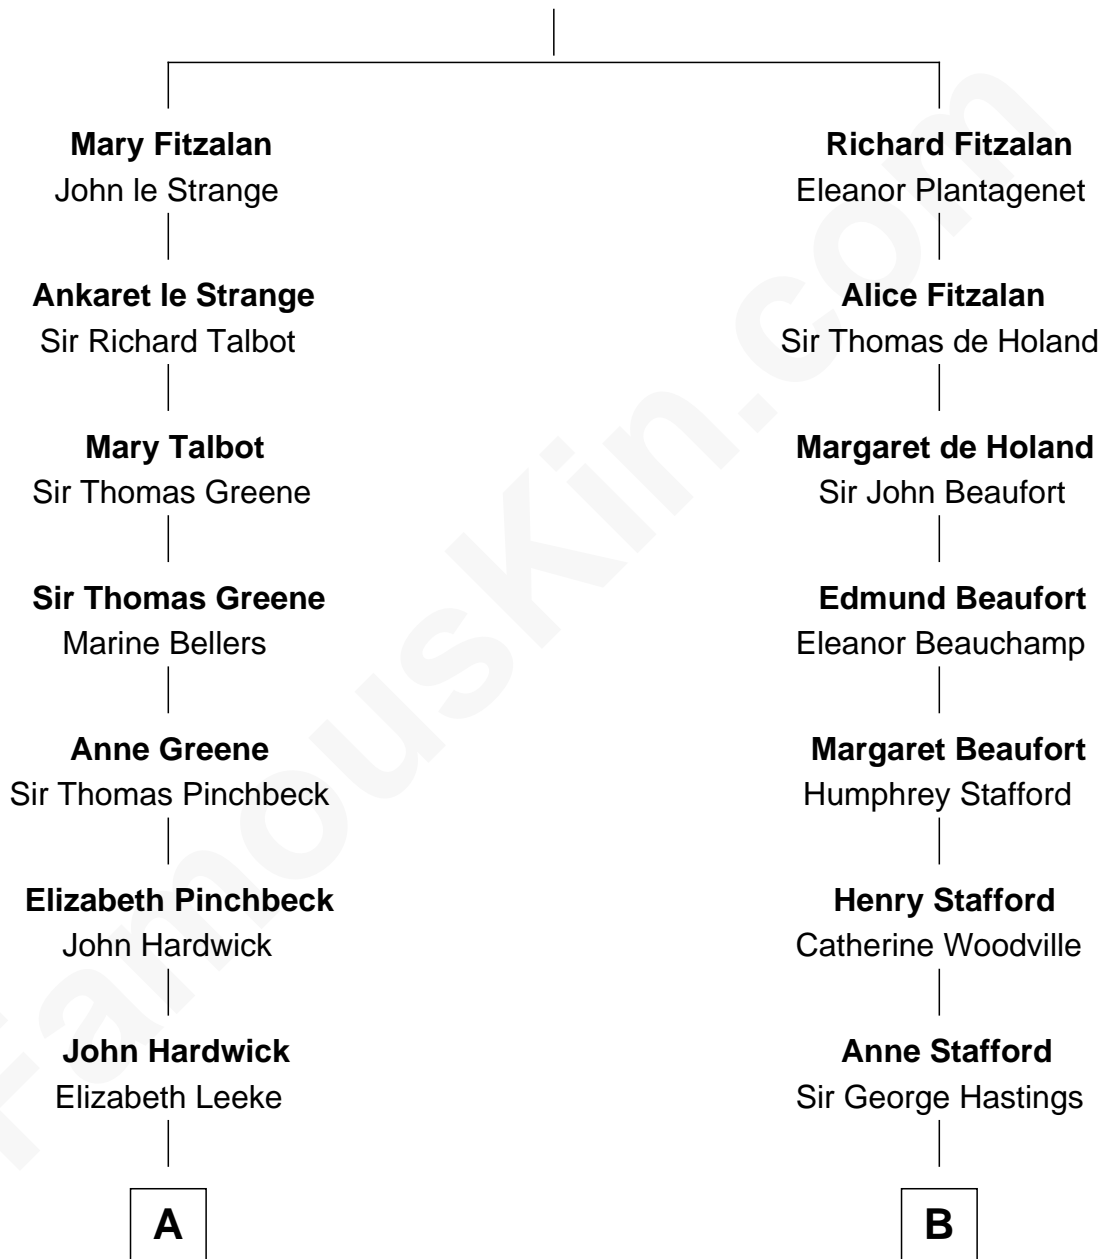 Mary Fitzalan
John le Strange
Ankaret le Strange
Sir Richard Talbot
Mary Talbot
Sir Thomas Greene
Sir Thomas Greene
Marine Bellers
Anne Greene
Sir Thomas Pinchbeck
Elizabeth Pinchbeck
John Hardwick
John Hardwick
Elizabeth Leeke
A
Richard Fitzalan
Eleanor Plantagenet
Alice Fitzalan
Sir Thomas de Holand
Margaret de Holand
Sir John Beaufort
Edmund Beaufort
Eleanor Beauchamp
Margaret Beaufort
Humphrey Stafford
Henry Stafford
Catherine Woodville
Anne Stafford
Sir George Hastings
B
FamousKin.com